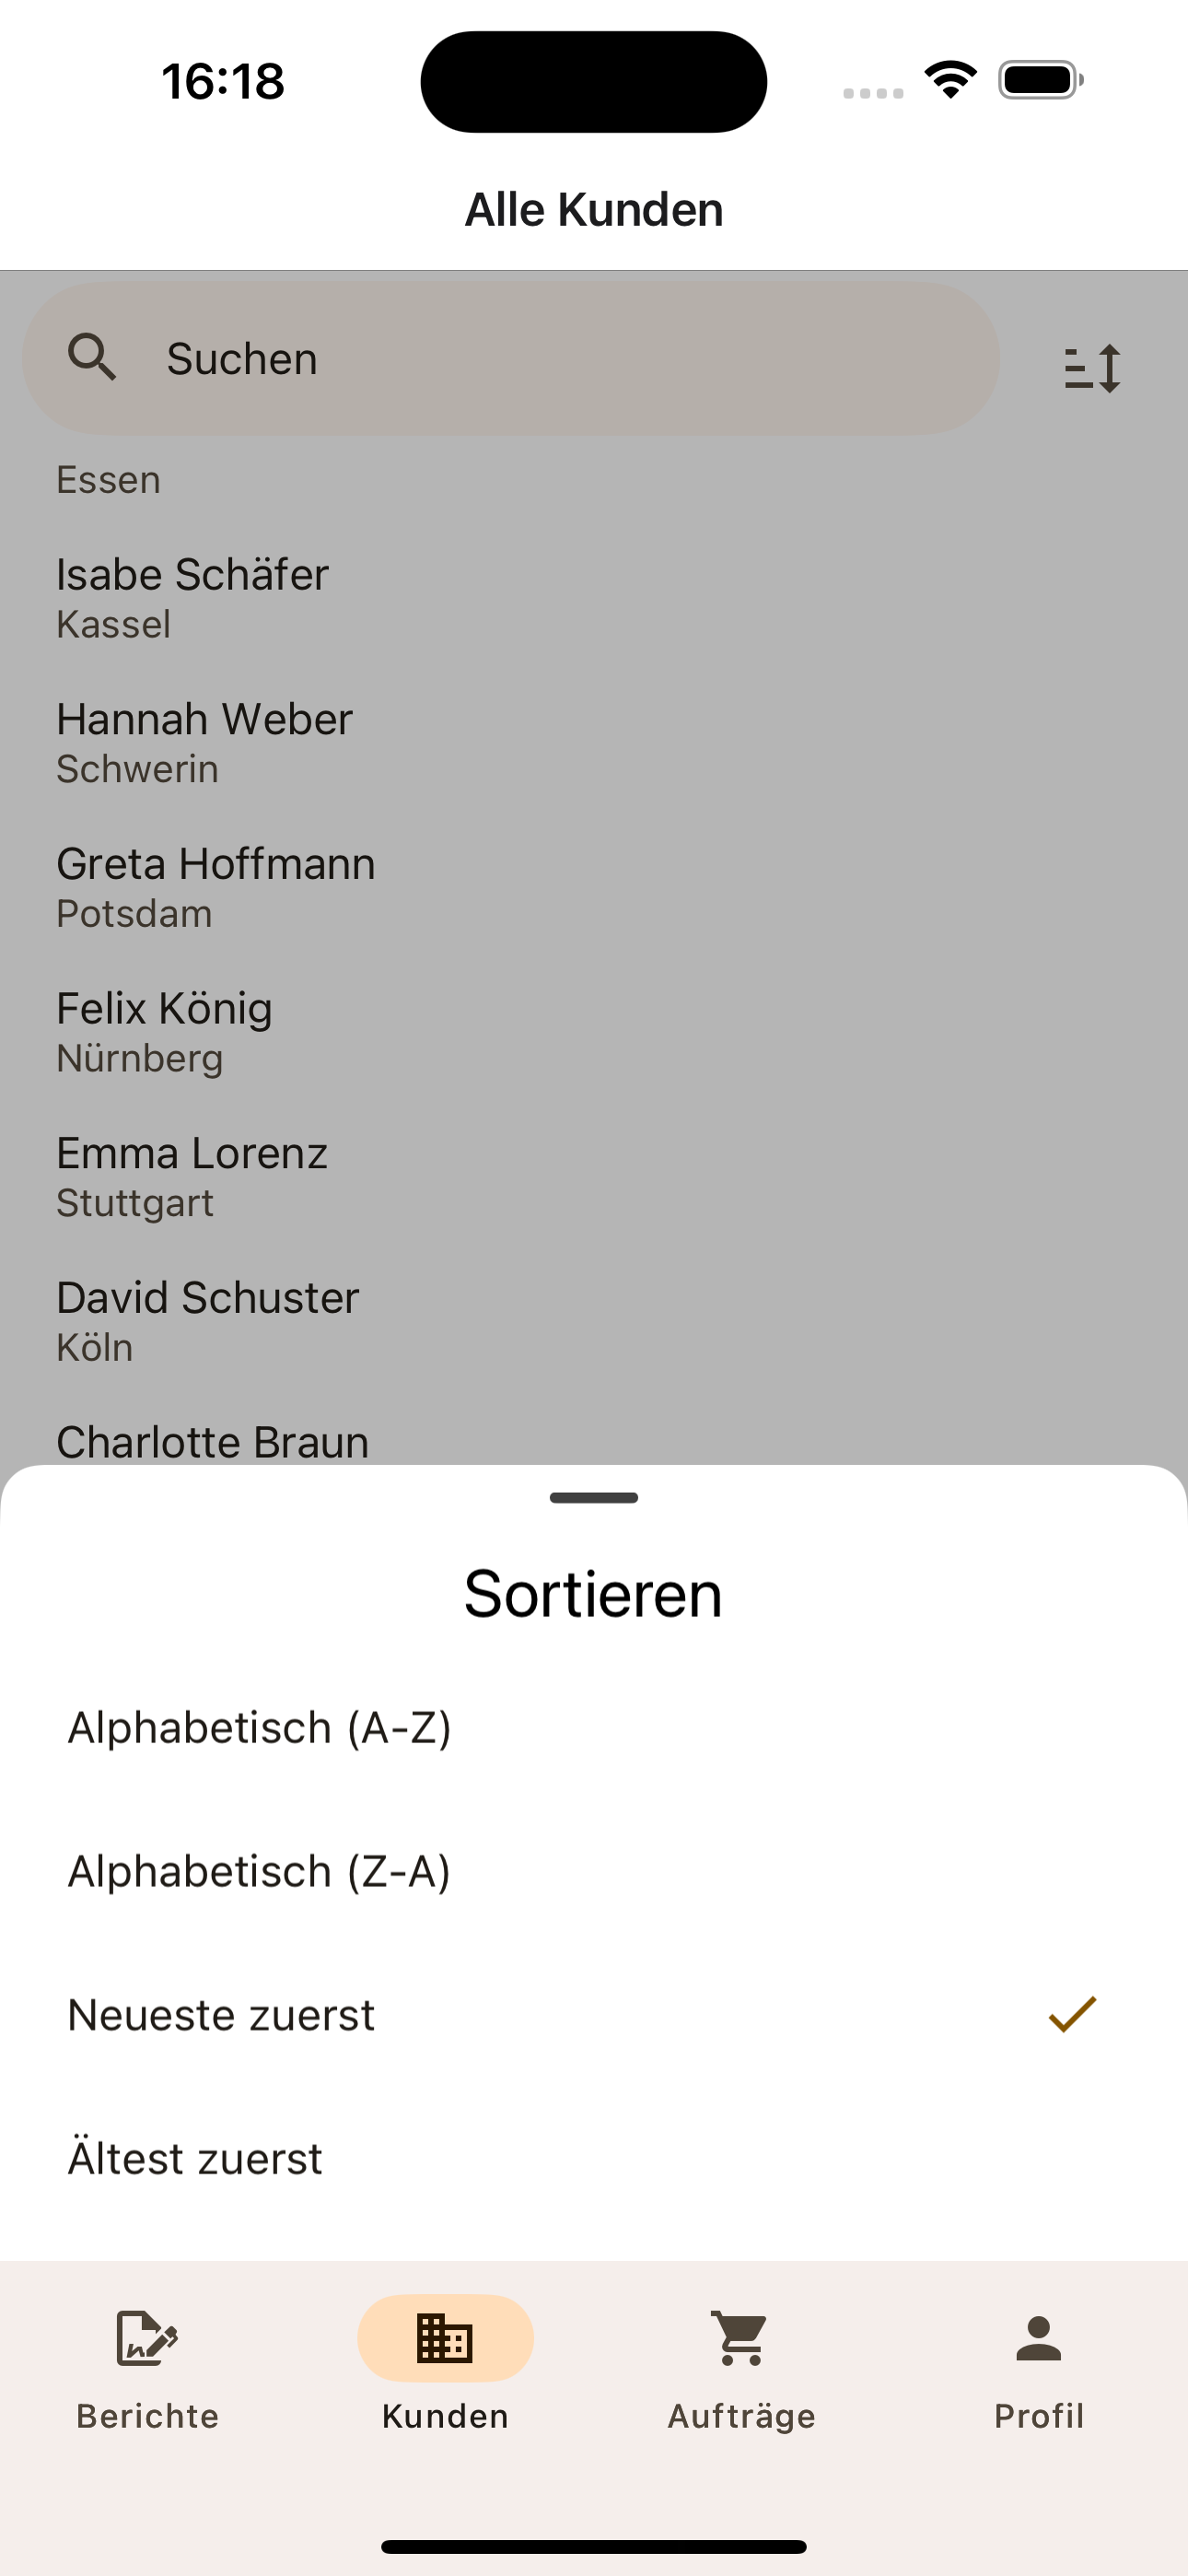 16:18
Alle Kunden
Suchen
Essen
Isabe Schäfer
Kassel
Hannah Weber
Schwerin
Greta Hoffmann
Potsdam
Felix König
Nürnberg
Emma Lorenz
Stuttgart
David Schuster
Köln
Charlotte Braun
Sortieren
Alphabetisch (A-Z)
Alphabetisch (Z-A)
Neueste zuerst
Ältest zuerst
Berichte Kunden Aufträge Profil